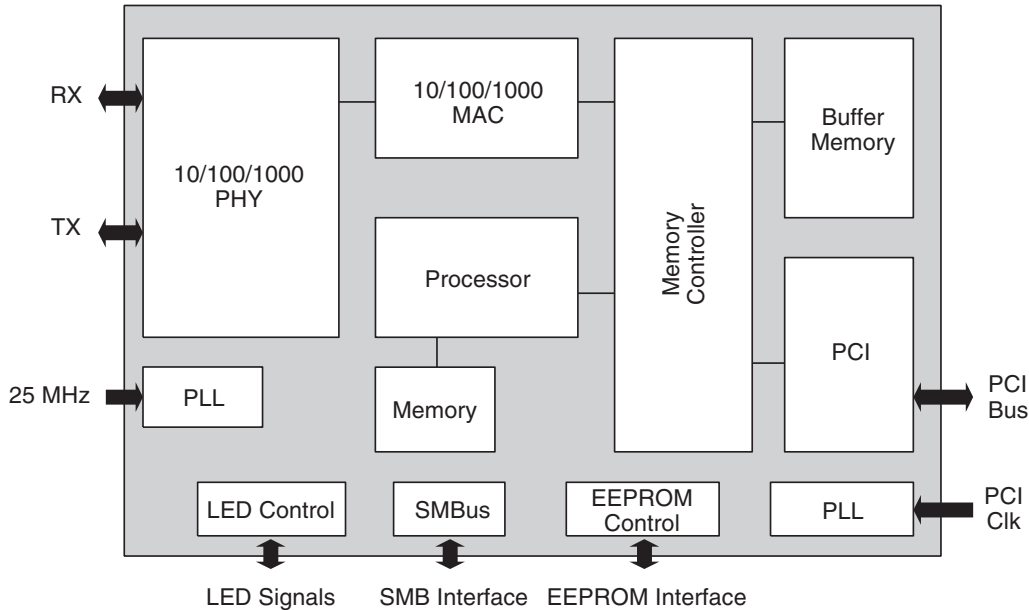 RX
TX
25 MHz
10/100/1000
PHY
10/100/1000
MAC
Processor
Memory
Memory
Controller
Buffer
Memory
PCI
PCI
Bus
PLL
LED Control
SMBus
EEPROM
Control
PLL
PCI
Clk
LED Signals
SMB Interface
EEPROM Interface